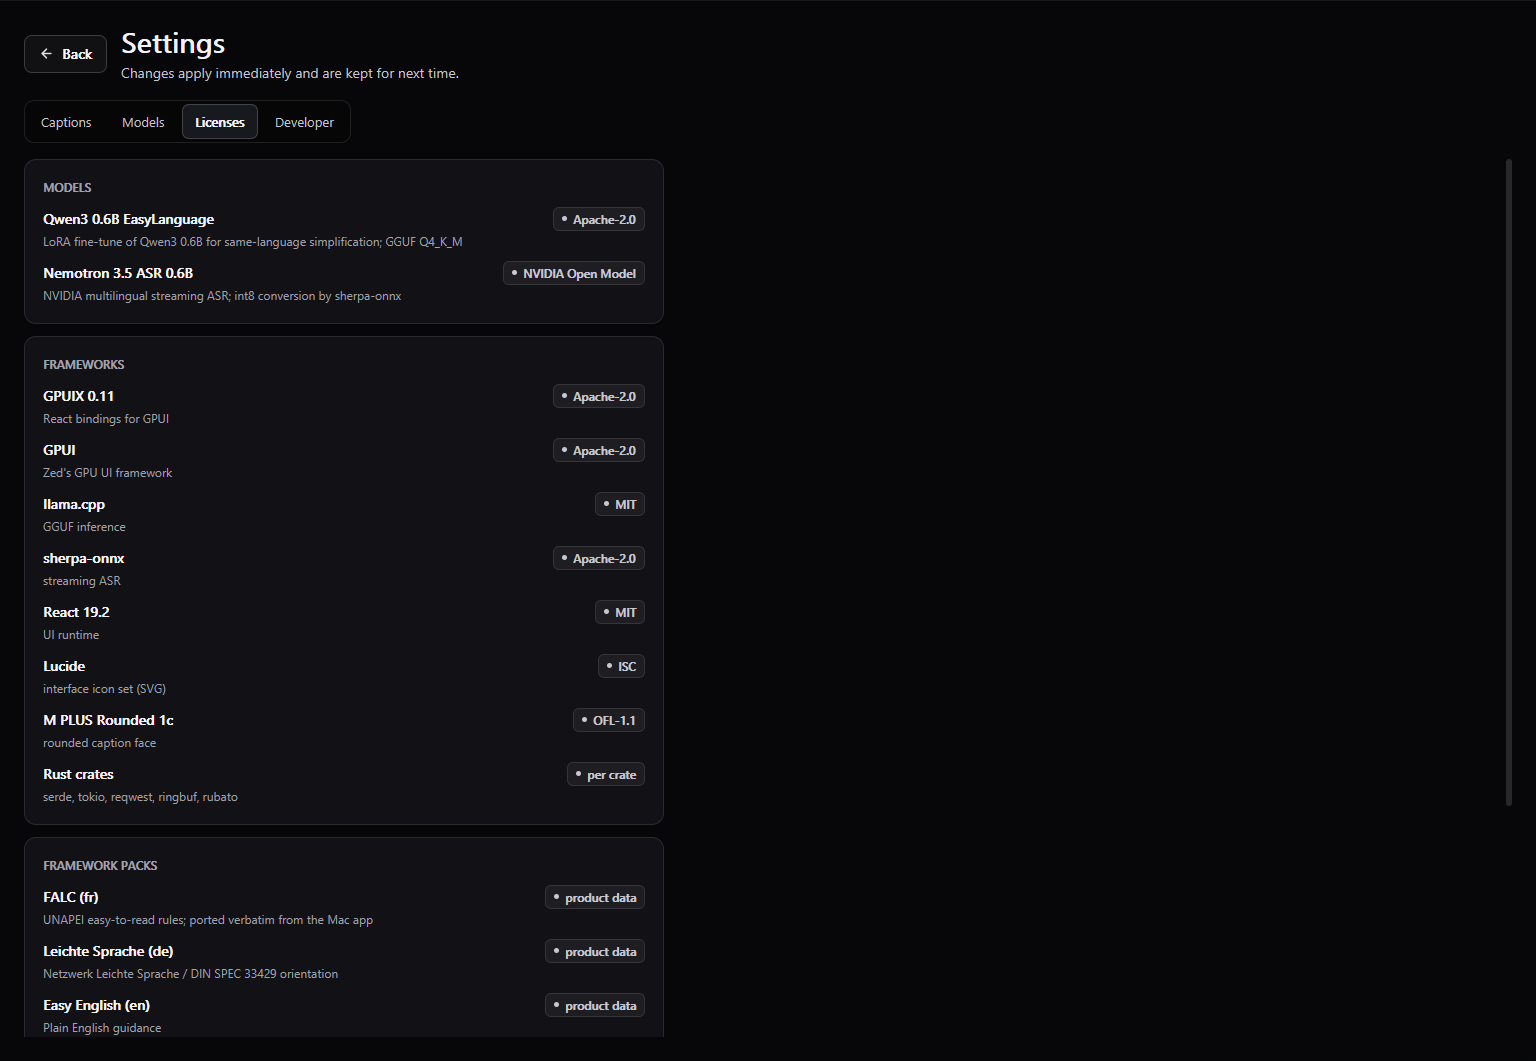 Back
Settings
Changes apply immediately and are kept for next time.
Captions
Models
Licenses
Developer
MODELS
Qwen3 0.6B EasyLanguage
Apache-2.0
LoRA fine-tune of Qwen3 0.6B for same-language simplification; GGUF Q4_K_M
Nemotron 3.5 ASR 0.6B
NVIDIA Open Model
NVIDIA multilingual streaming ASR; int8 conversion by sherpa-onnx
FRAMEWORKS
GPUIX 0.11
Apache-2.0
React bindings for GPUI
GPUI
Apache-2.0
Zed's GPU UI framework
llama.cpp
MIT
GGUF inference
sherpa-onnx
Apache-2.0
streaming ASR
React 19.2
MIT
UI runtime
Lucide
ISC
interface icon set (SVG)
M PLUS Rounded 1c
OFL-1.1
rounded caption face
Rust crates
per crate
serde, tokio, reqwest, ringbuf, rubato
FRAMEWORK PACKS
FALC (fr)
product data
UNAPEI easy-to-read rules; ported verbatim from the Mac app
Leichte Sprache (de)
product data
Netzwerk Leichte Sprache / DIN SPEC 33429 orientation
Easy English (en)
product data
Plain English guidance